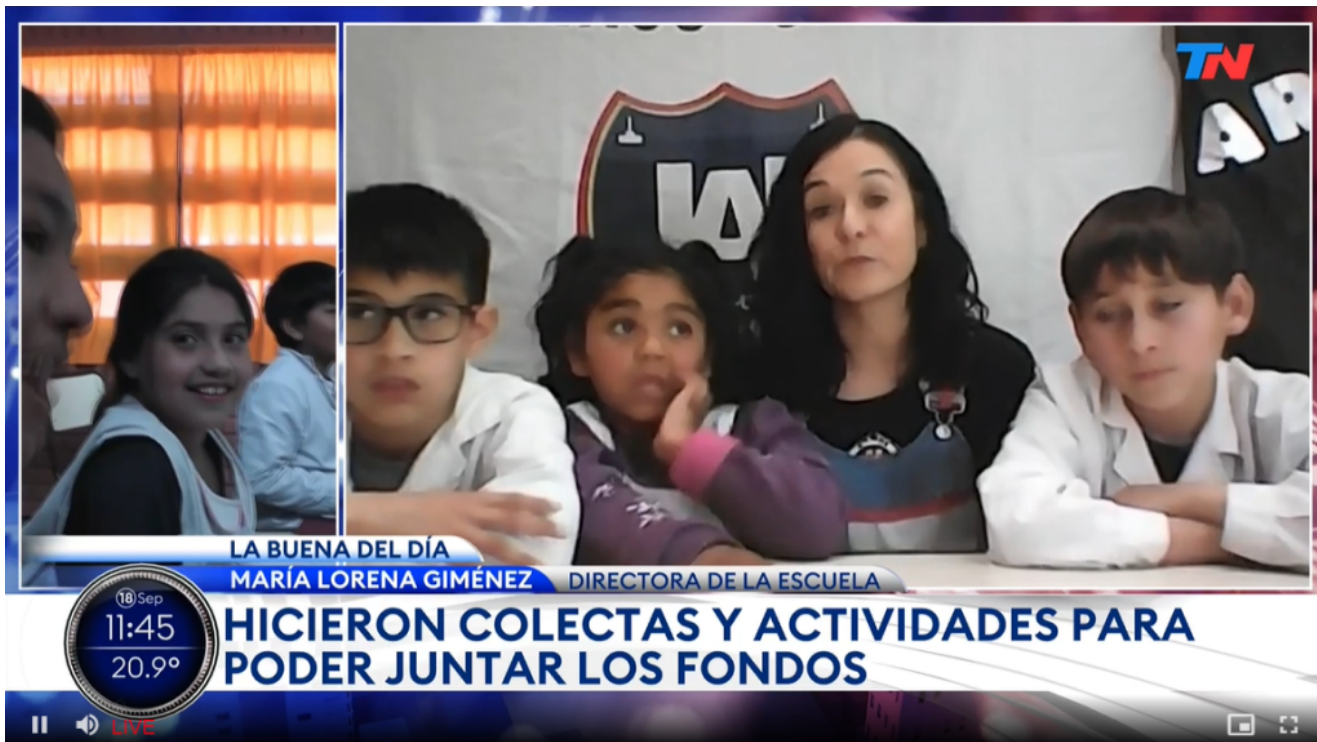 TN
AR
LA BUENA DEL DÍA
MARÍA LORENA GIMÉNEZ DIRECTORA DE LA ESCUELA
18 Sep
11:45
20.9°
HICIERON COLECTAS Y ACTIVIDADES PARA
PODER JUNTAR LOS FONDOS
LIVE